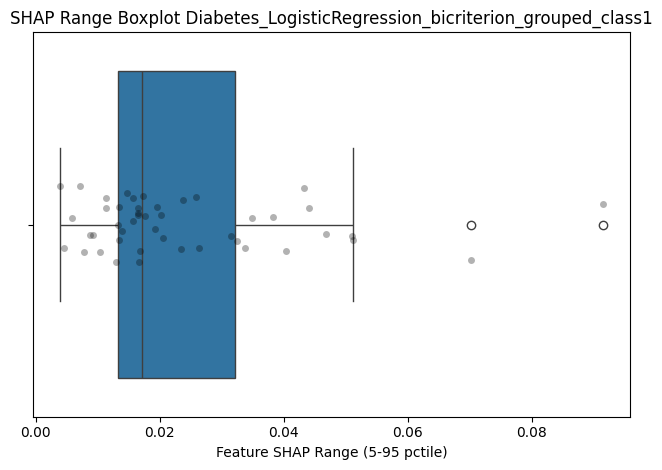 SHAP Range Boxplot Diabetes_LogisticRegression_bicriterion_grouped_class1
0.00 0.02 0.04 0.06 0.08
Feature SHAP Range (5-95 pctile)